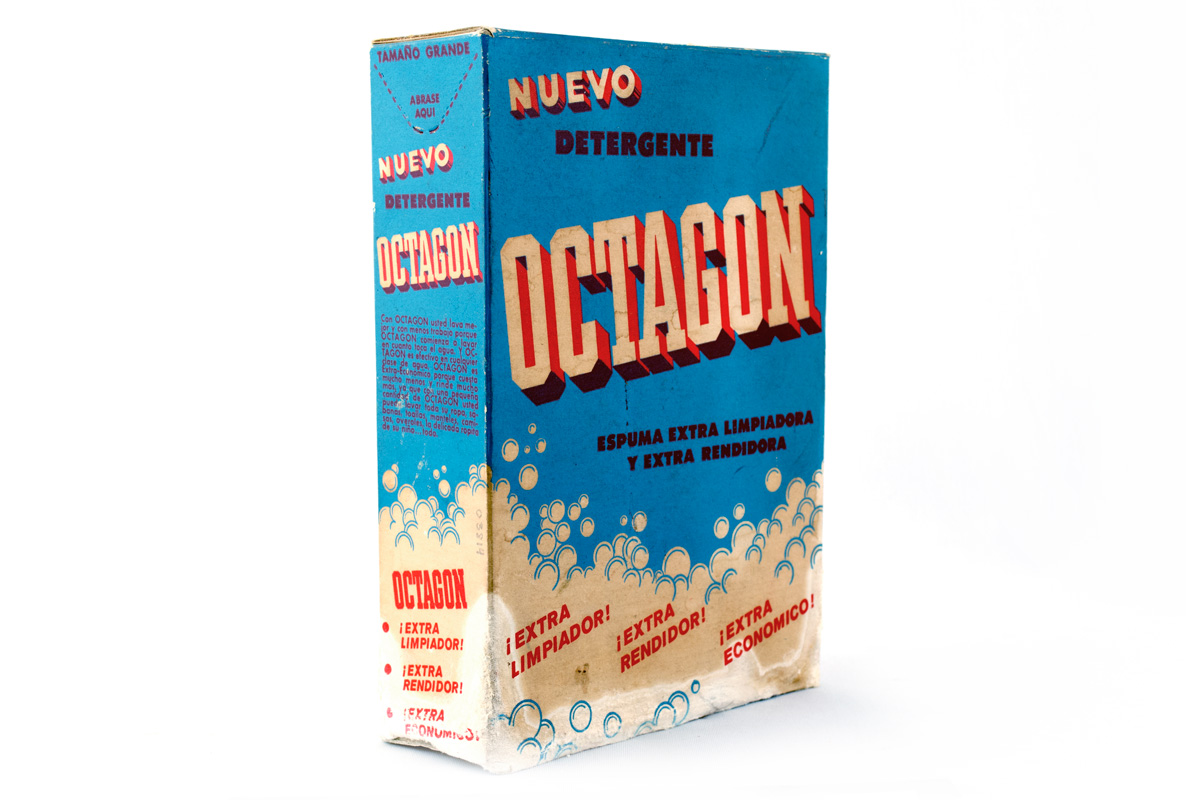 TAMAÑO GRANDE
ABRASE
AQUI
NUEVO
DETERGENTE
OCTAGON
Con OCTAGON usted lava me-
jor y con menos trabajo porque
OCTAGON comienza a lavar
en cuanto toca el agua. Y OC-
TAGON es efectivo en cualquier
clase de agua. OCTAGON es
Extra-Económico porque cuesta
mucho menos y rinde mucho
más, ya que con una pequeña
cantidad de OCTAGON usted
puede lavar toda su ropa, sá-
banas, toallas, manteles, cami-
sas, overoles, la delicada ropita
de su niño...todo.
OCTAGON
¡EXTRA
LIMPIADOR!
¡EXTRA
RENDIDOR!
¡EXTRA
ECONOMICO!
NUEVO
DETERGENTE
OCTAGON
ESPUMA EXTRA LIMPIADORA
Y EXTRA RENDIDORA
¡EXTRA
LIMPIADOR!
¡EXTRA
RENDIDOR!
¡EXTRA
ECONOMICO!